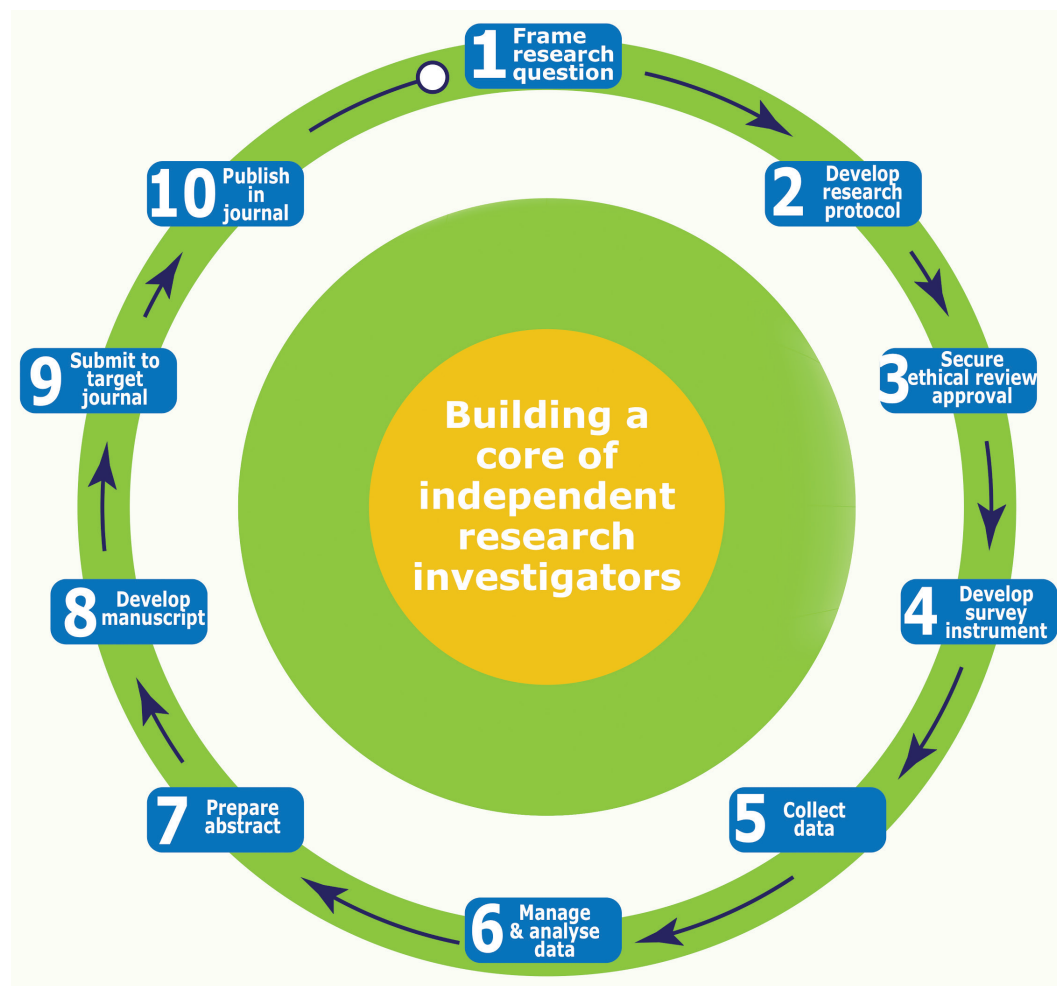 1 Frame
research
question
2 Develop
research
protocol
3 Secure
ethical review
approval
4 Develop
survey
instrument
5 Collect
data
6 Manage
& analyse
data
7 Prepare
abstract
8 Develop
manuscript
9 Submit to
target
journal
10 Publish
in
journal
Building a
core of
independent
research
investigators